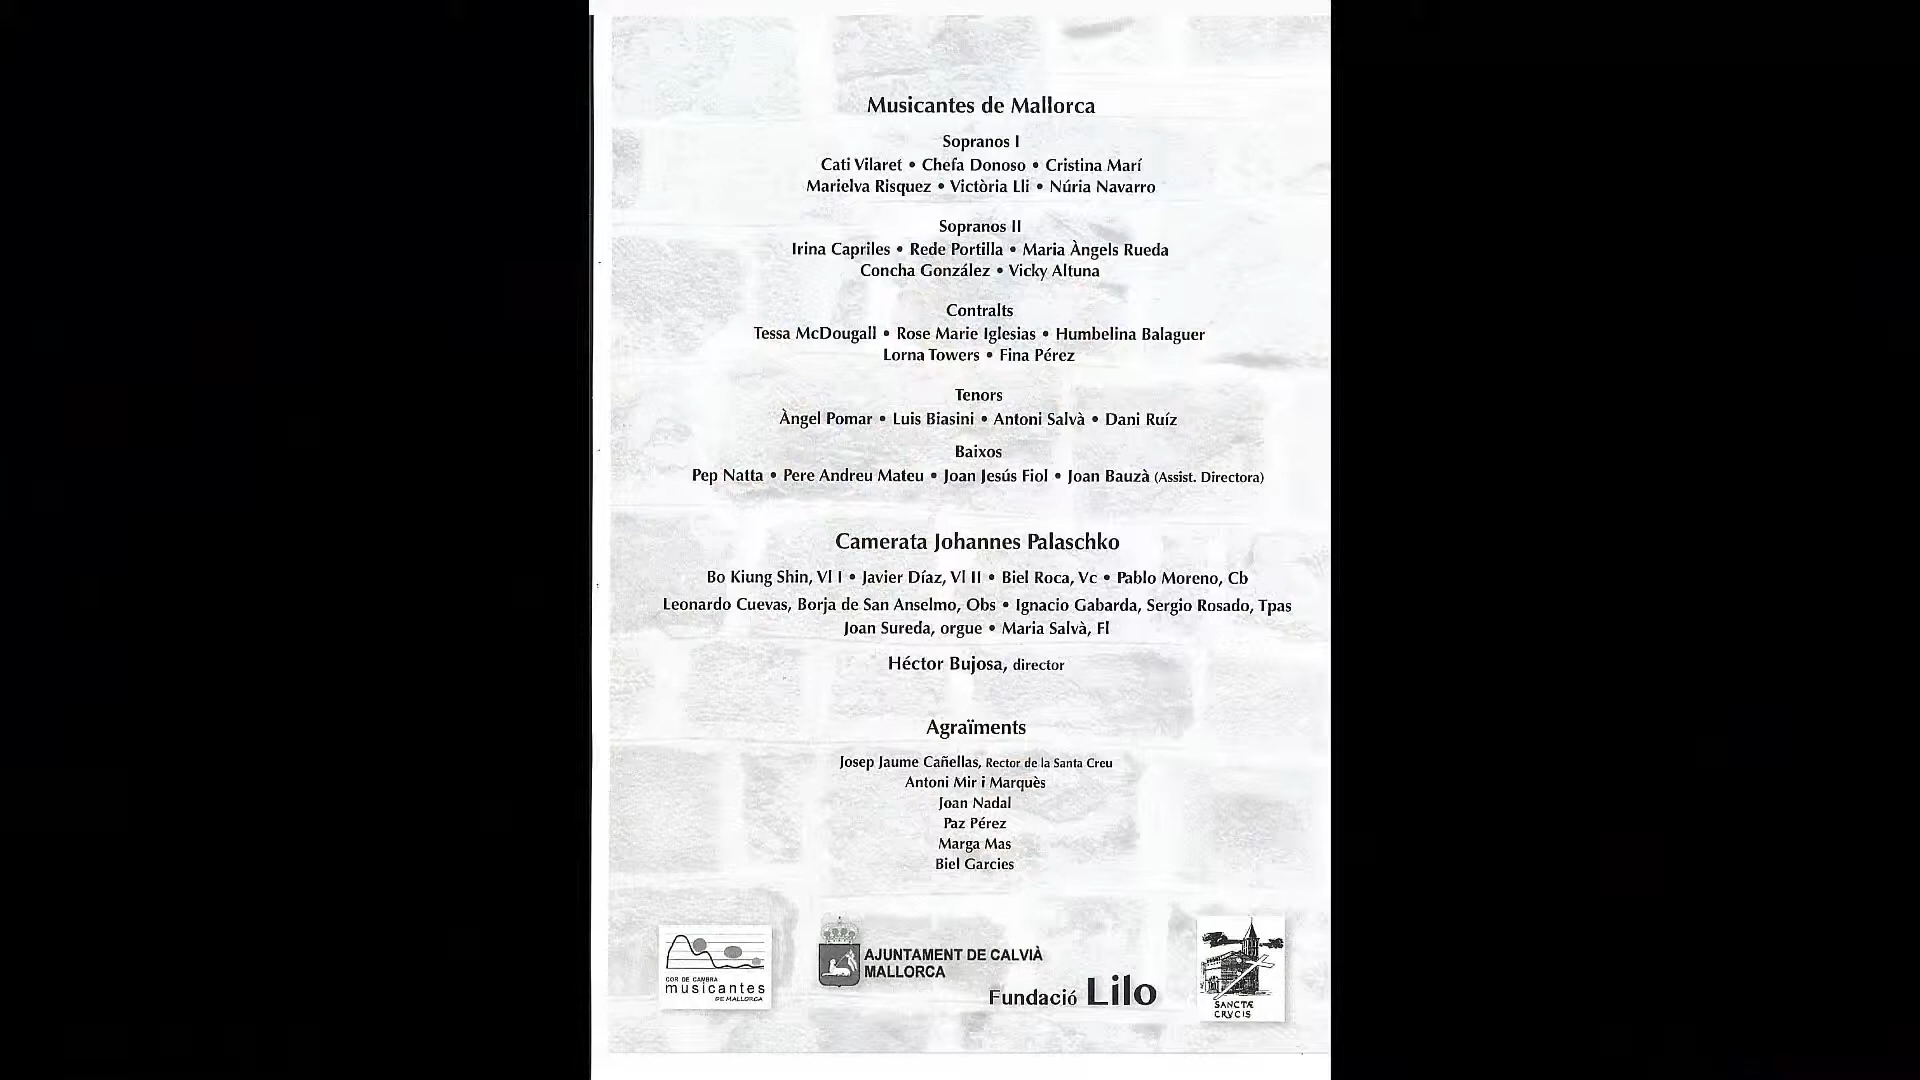 Musicantes de Mallorca
Sopranos I
Cati Vilaret • Chefa Donoso • Cristina Marí
Marielva Risquez • Victòria Lli • Núria Navarro
Sopranos II
Irina Capriles • Rede Portilla • Maria Àngels Rueda
Concha González • Vicky Altuna
Contralts
Tessa McDougall • Rose Marie Iglesias • Humbelina Balaguer
Lorna Towers • Fina Pérez
Tenors
Àngel Pomar • Luis Biasini • Antoni Salvà • Dani Ruíz
Baixos
Pep Natta • Pere Andreu Mateu • Joan Jesús Fiol • Joan Bauzà (Assist. Directora)
Camerata Johannes Palaschko
Bo Kiung Shin, Vl I • Javier Díaz, Vl II • Biel Roca, Vc • Pablo Moreno, Cb
Leonardo Cuevas, Borja de San Anselmo, Obs • Ignacio Gabarda, Sergio Rosado, Tpas
Joan Sureda, orgue • Maria Salvà, Fl
Héctor Bujosa, director
Agraïments
Josep Jaume Cañellas, Rector de la Santa Creu
Antoni Mir i Marquès
Joan Nadal
Paz Pérez
Marga Mas
Biel Garcies
COR DE CAMBRA
musicantes
DE MALLORCA
AJUNTAMENT DE CALVIÀ
MALLORCA
Fundació Lilo
SANCTÆ
CRVCIS